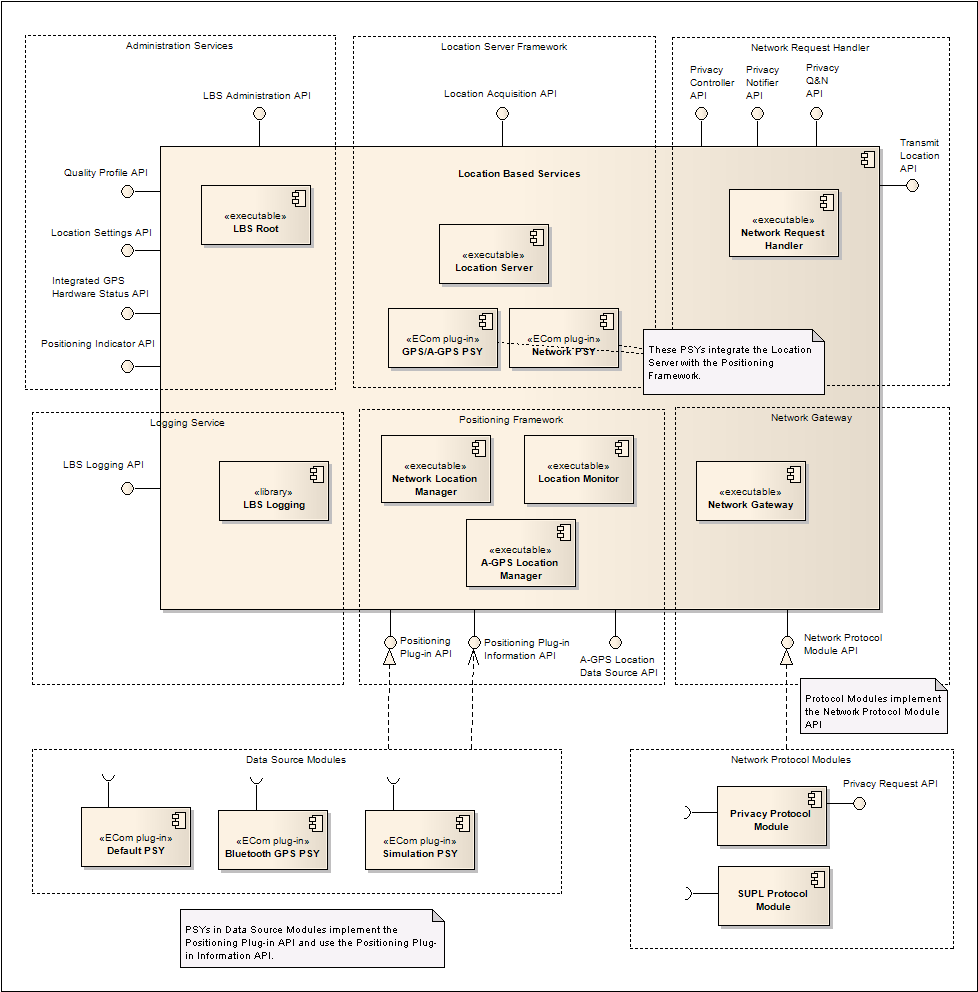 Administration Services
Location Server Framework
Network Request Handler
LBS Administration API
Location Acquisition API
Privacy
Controller
API
Privacy
Notifier
API
Privacy
Q&N
API
Transmit
Location
API
Quality Profile API
Location Settings API
Integrated GPS
Hardware Status API
Positioning Indicator API
Location Based Services
«executable»
LBS Root
«executable»
Location Server
«executable»
Network Request
Handler
«ECom plug-in»
GPS/A-GPS PSY
«ECom plug-in»
Network PSY
These PSYs integrate the Location
Server with the Positioning
Framework.
Logging Service
Positioning Framework
Network Gateway
LBS Logging API
«library»
LBS Logging
«executable»
Network Location
Manager
«executable»
Location Monitor
«executable»
A-GPS Location
Manager
«executable»
Network Gateway
Positioning
Plug-in API
Positioning Plug-in
Information API
A-GPS Location
Data Source API
Network Protocol
Module API
Protocol Modules implement
the Network Protocol Module
API
Data Source Modules
«ECom plug-in»
Default PSY
«ECom plug-in»
Bluetooth GPS PSY
«ECom plug-in»
Simulation PSY
Network Protocol Modules
Privacy Request API
Privacy Protocol
Module
SUPL Protocol
Module
PSYs in Data Source Modules implement the
Positioning Plug-in API and use the Positioning Plug-
in Information API.